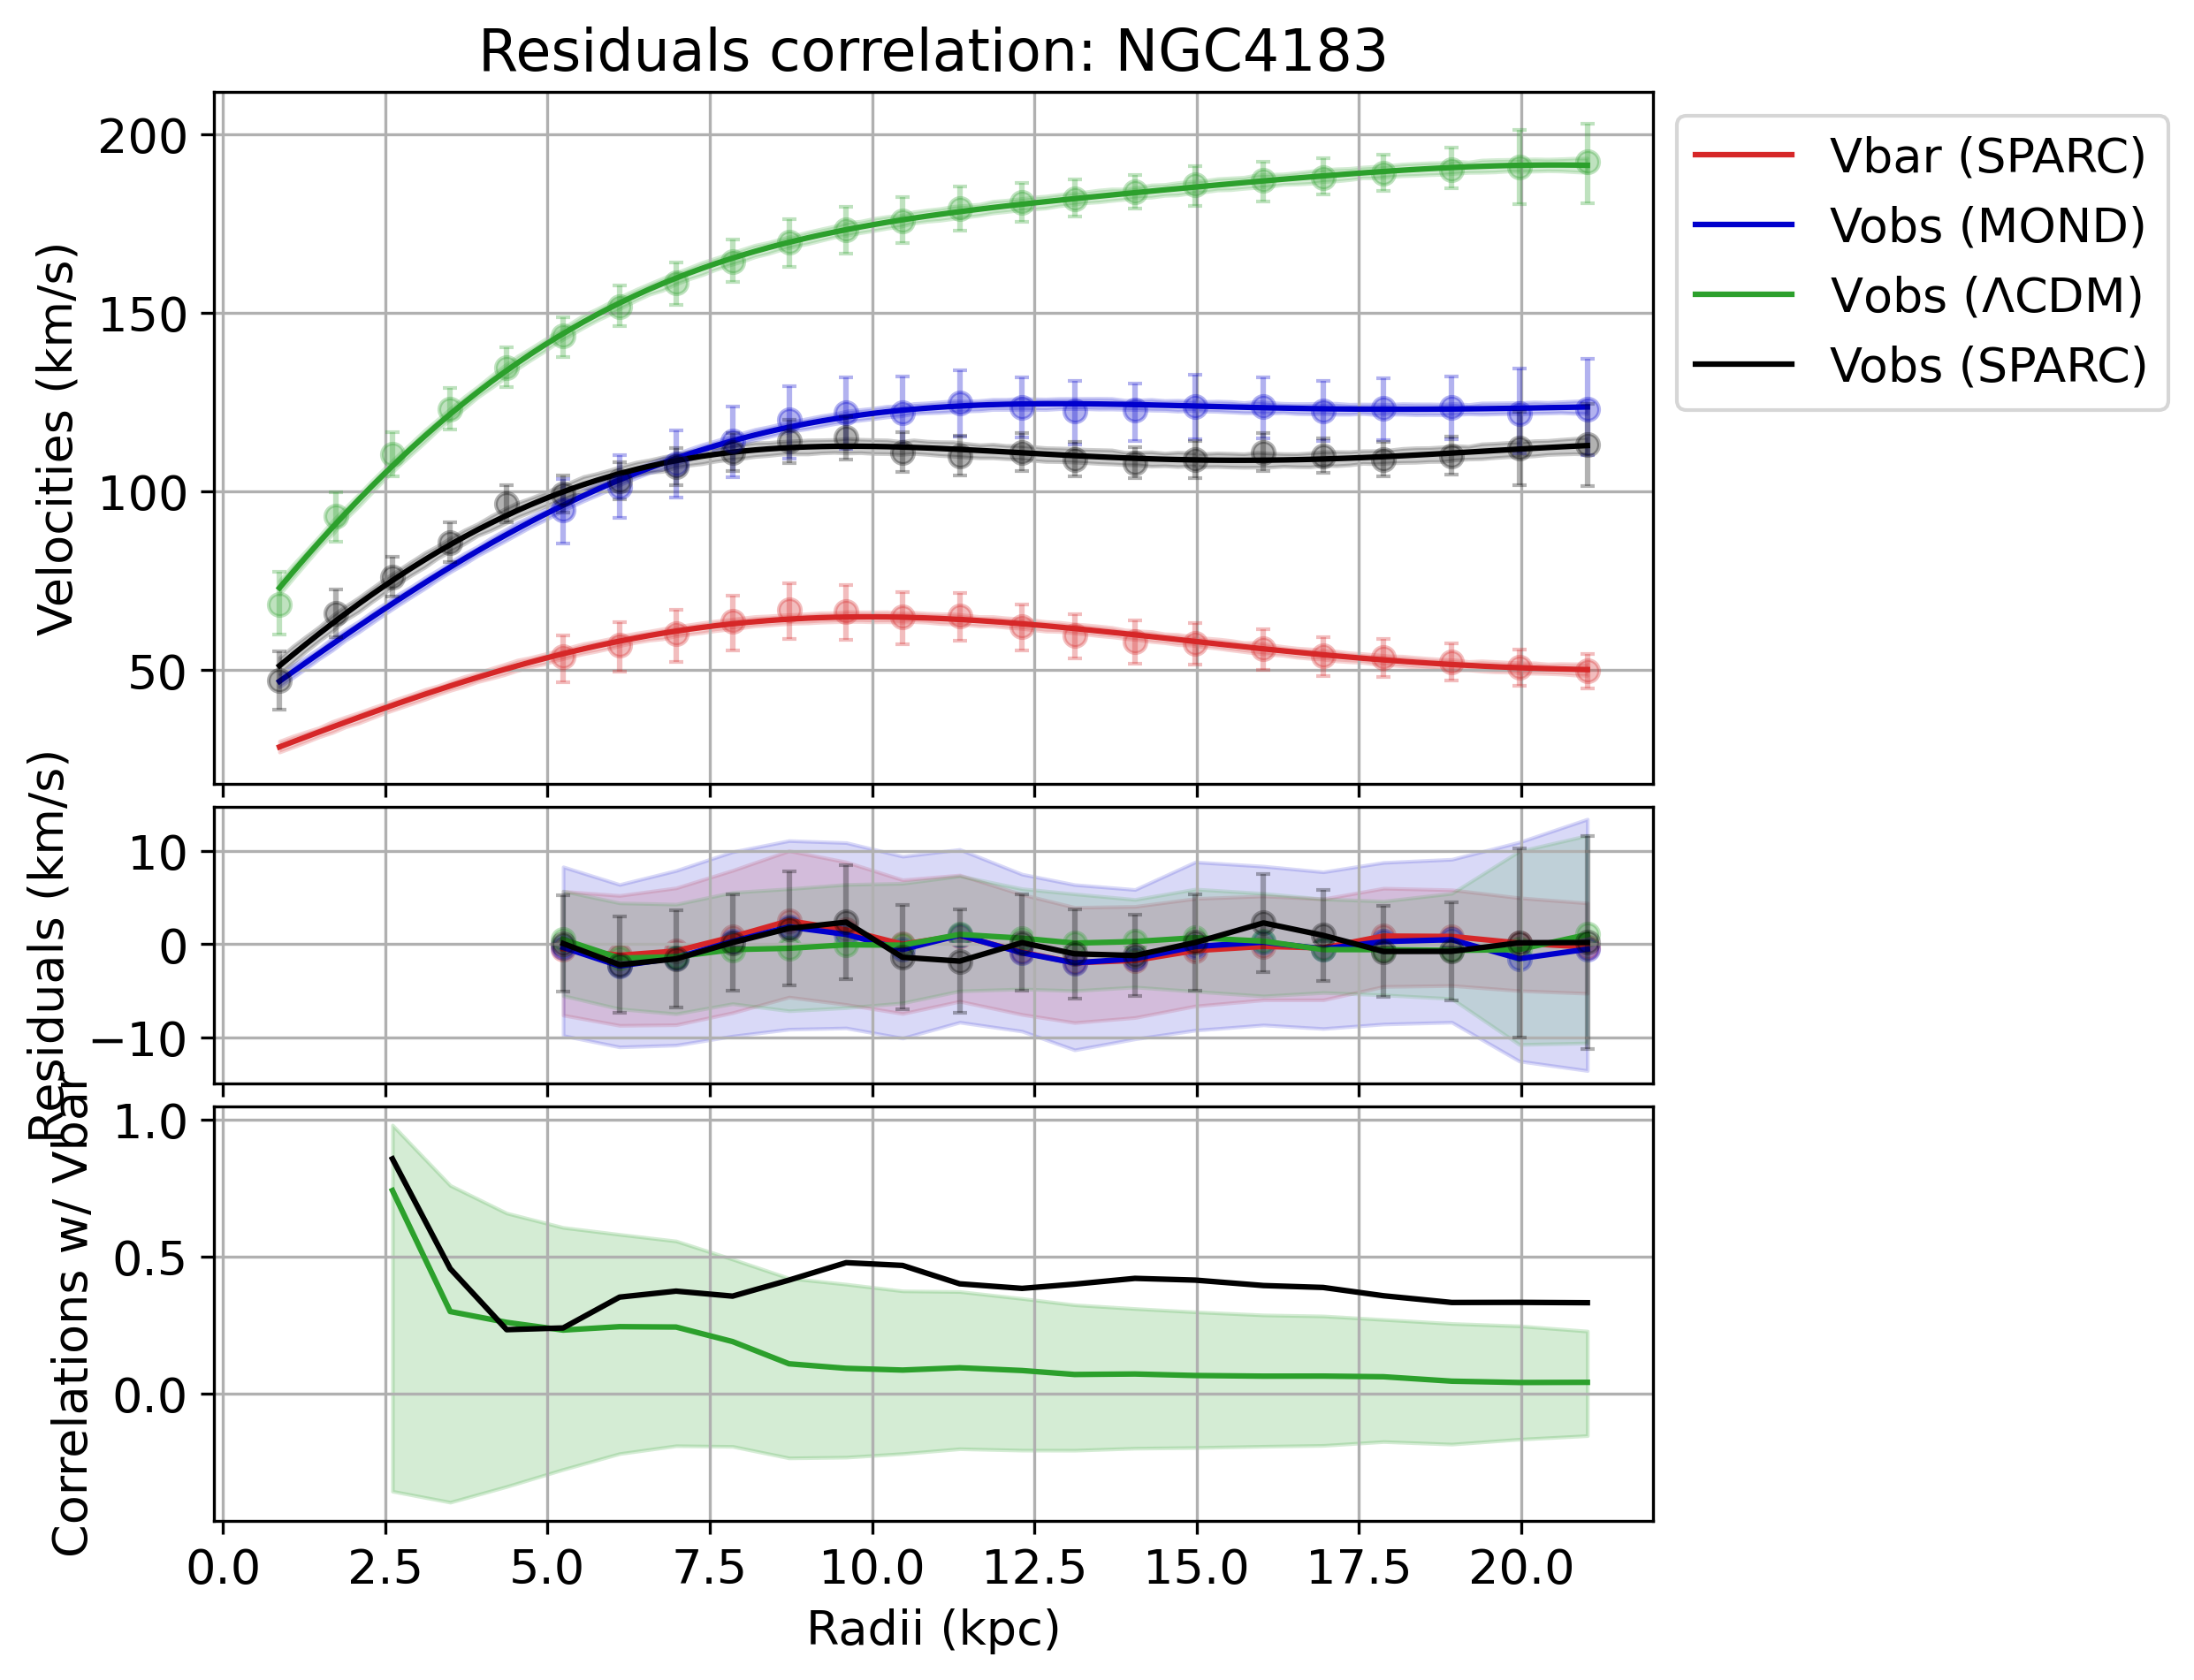 Residuals correlation: NGC4183
Velocities (km/s)
200
150
100
50
Vbar (SPARC)
Vobs (MOND)
Vobs (ΛCDM)
Vobs (SPARC)
Residuals (km/s)
10
0
−10
Correlations w/ Vbar
1.0
0.5
0.0
0.0 2.5 5.0 7.5 10.0 12.5 15.0 17.5 20.0
Radii (kpc)